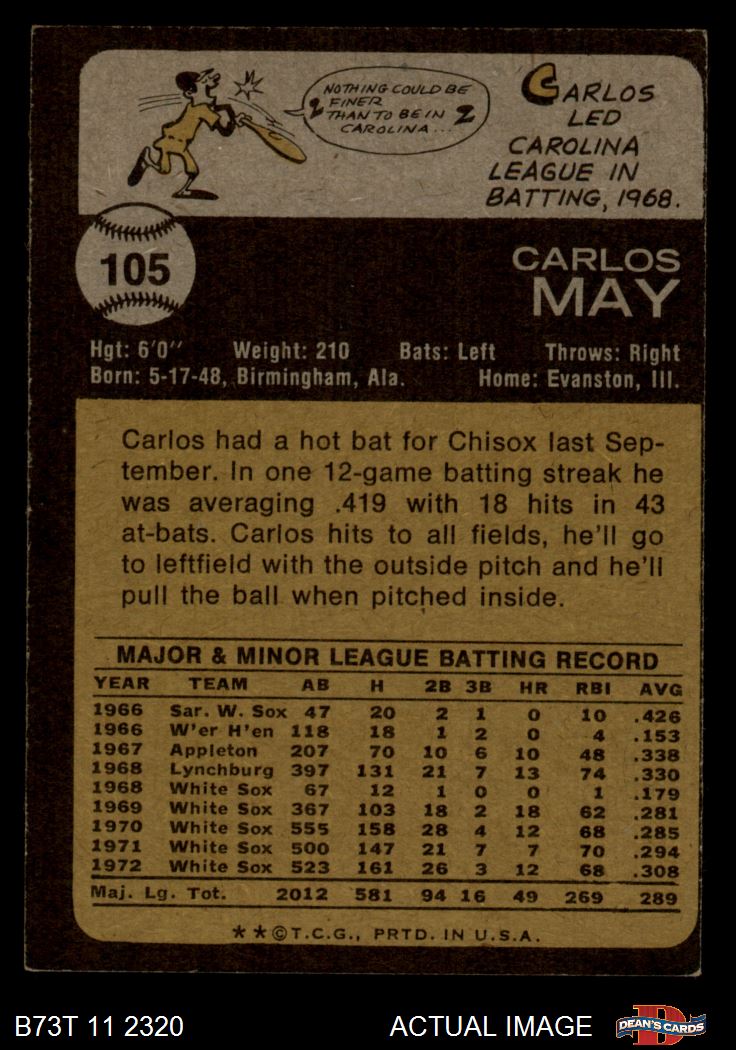 NOTHING COULD BE
FINER
THAN TO BE IN
CAROLINA...
CARLOS
LED
CAROLINA
LEAGUE IN
BATTING, 1968.
105
CARLOS
MAY
Hgt: 6'0" Weight: 210 Bats: Left Throws: Right
Born: 5-17-48, Birmingham, Ala. Home: Evanston, Ill.
Carlos had a hot bat for Chisox last Sep-
tember. In one 12-game batting streak he
was averaging .419 with 18 hits in 43
at-bats. Carlos hits to all fields, he'll go
to leftfield with the outside pitch and he'll
pull the ball when pitched inside.
MAJOR & MINOR LEAGUE BATTING RECORD
YEAR TEAM AB H 2B 3B HR RBI AVG
1966 Sar. W. Sox 47 20 2 1 0 10 .426
1966 W'er H'en 118 18 1 2 0 4 .153
1967 Appleton 207 70 10 6 10 48 .338
1968 Lynchburg 397 131 21 7 13 74 .330
1968 White Sox 67 12 1 0 0 1 .179
1969 White Sox 367 103 18 2 18 62 .281
1970 White Sox 555 158 28 4 12 68 .285
1971 White Sox 500 147 21 7 7 70 .294
1972 White Sox 523 161 26 3 12 68 .308
Maj. Lg. Tot. 2012 581 94 16 49 269 289
**©T.C.G., PRTD. IN U.S.A.
B73T 11 2320 ACTUAL IMAGE
DEAN'S CARDS